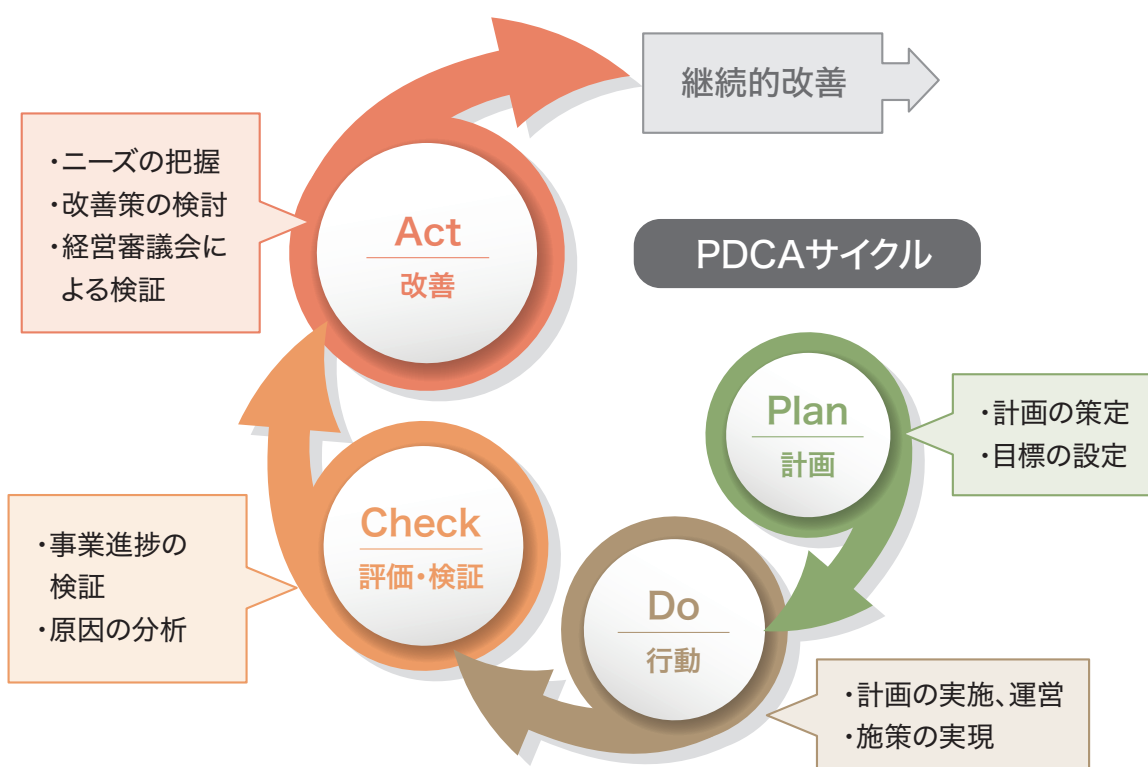 継続的改善
・ニーズの把握
・改善策の検討
・経営審議会に
よる検証
Act
改善
PDCAサイクル
Plan
計画
・計画の策定
・目標の設定
Check
評価・検証
・事業進捗の
検証
・原因の分析
Do
行動
・計画の実施、運営
・施策の実現